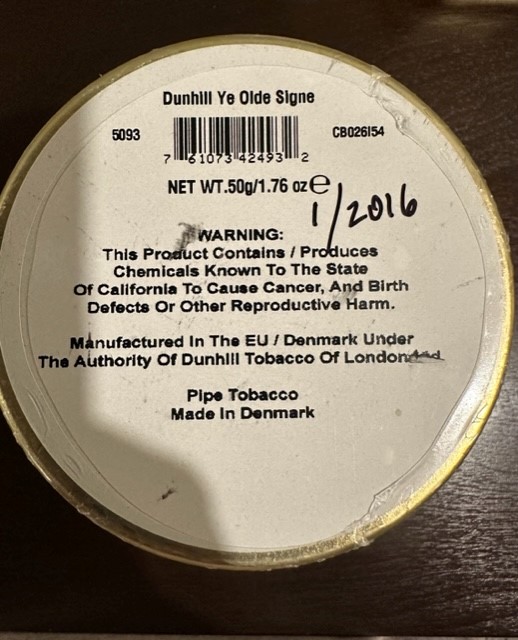 Dunhill Ye Olde Signe
5093
CB026154
7 61073 42493 2
NET WT.50g/1.76 oz℮
1/2016
WARNING:
This Product Contains / Produces
Chemicals Known To The State
Of California To Cause Cancer, And Birth
Defects Or Other Reproductive Harm.
Manufactured In The EU / Denmark Under
The Authority Of Dunhill Tobacco Of London
Pipe Tobacco
Made In Denmark